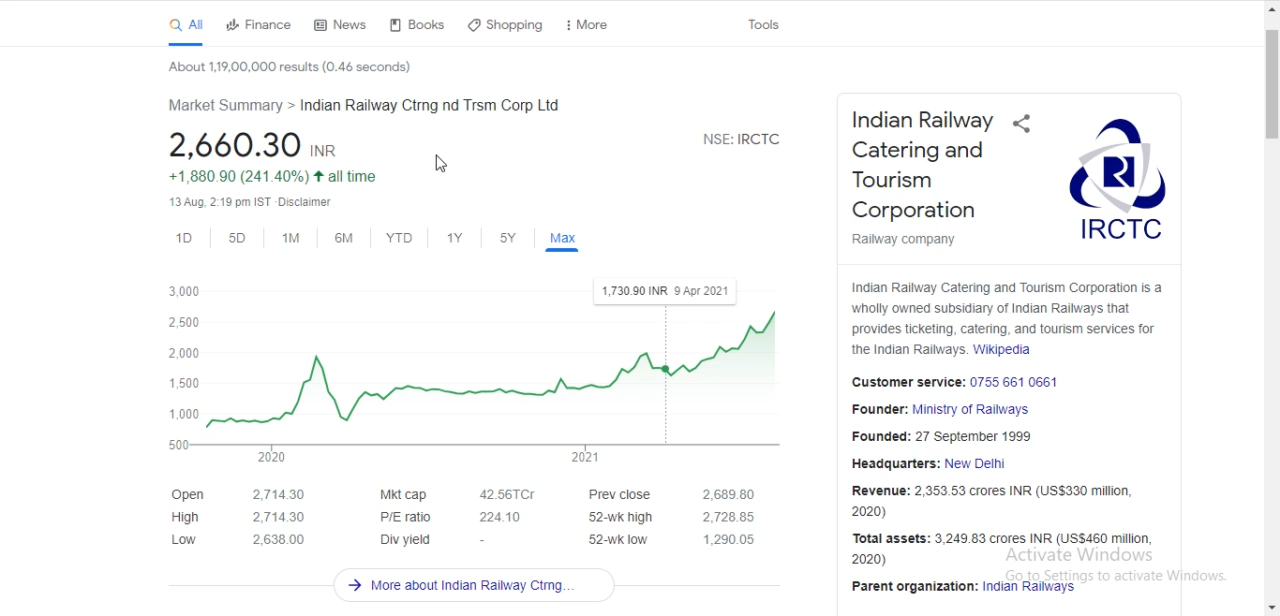 All Finance News Books Shopping More Tools
About 1,19,00,000 results (0.46 seconds)
Market Summary > Indian Railway Ctrng nd Trsm Corp Ltd
2,660.30 INR
NSE: IRCTC
+1,880.90 (241.40%) ↑ all time
13 Aug, 2:19 pm IST · Disclaimer
1D 5D 1M 6M YTD 1Y 5Y Max
1,730.90 INR 9 Apr 2021
3,000
2,500
2,000
1,500
1,000
500
2020 2021
Open 2,714.30 Mkt cap 42.56TCr Prev close 2,689.80
High 2,714.30 P/E ratio 224.10 52-wk high 2,728.85
Low 2,638.00 Div yield - 52-wk low 1,290.05
→ More about Indian Railway Ctrng...
Indian Railway
Catering and
Tourism
Corporation
Railway company
R
IRCTC
Indian Railway Catering and Tourism Corporation is a
wholly owned subsidiary of Indian Railways that
provides ticketing, catering, and tourism services for
the Indian Railways. Wikipedia
Customer service: 0755 661 0661
Founder: Ministry of Railways
Founded: 27 September 1999
Headquarters: New Delhi
Revenue: 2,353.53 crores INR (US$330 million,
2020)
Total assets: 3,249.83 crores INR (US$460 million,
2020)
Parent organization: Indian Railways
Activate Windows
Go to Settings to activate Windows.